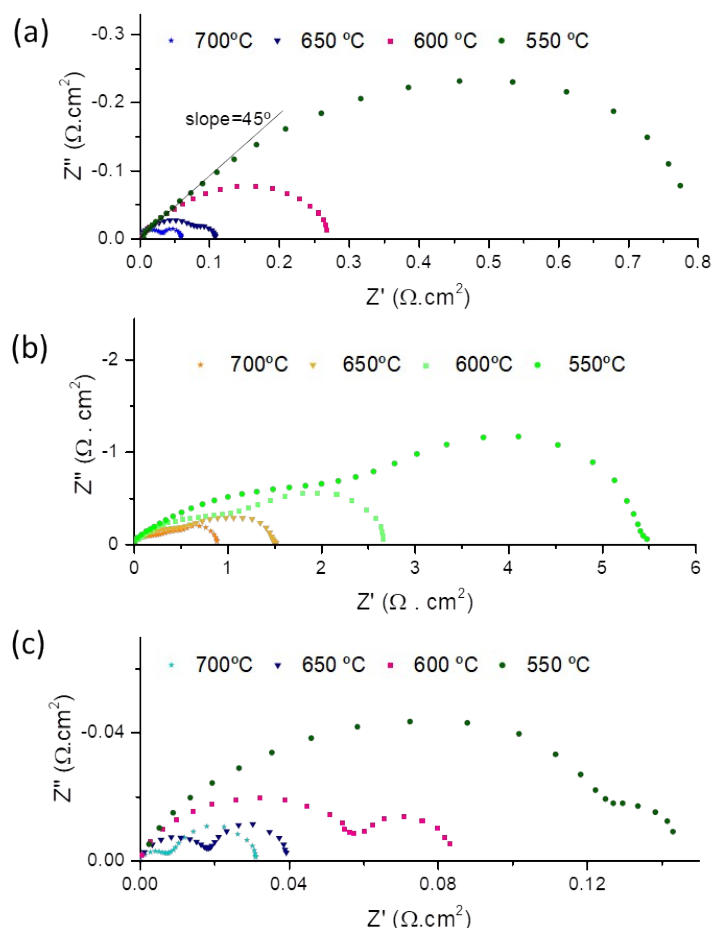 (a)
700ºC 650 ºC 600 ºC 550 ºC
slope=45º
-0.3
-0.2
-0.1
0.0
Z'' (Ω.cm²)
0.0 0.1 0.2 0.3 0.4 0.5 0.6 0.7 0.8
Z' (Ω.cm²)
(b)
700ºC 650ºC 600ºC 550ºC
-2
-1
0
Z'' (Ω . cm²)
0 1 2 3 4 5 6
Z' (Ω . cm²)
(c)
700ºC 650 ºC 600 ºC 550 ºC
-0.04
0.00
Z'' (Ω.cm²)
0.00 0.04 0.08 0.12
Z' (Ω.cm²)